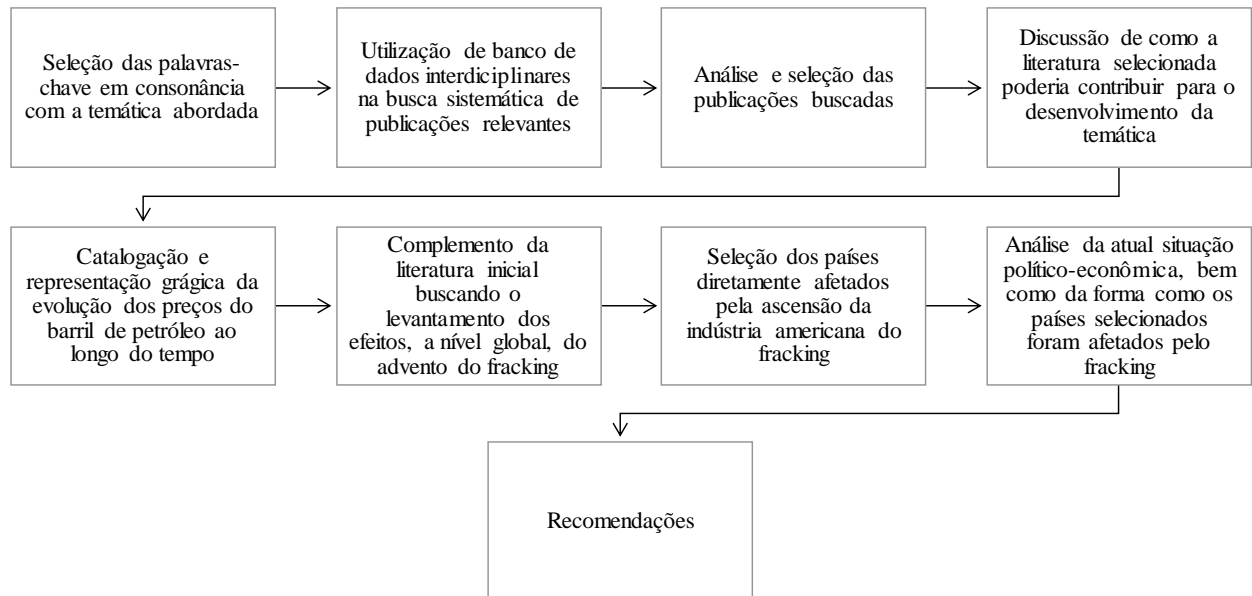 Seleção das palavras-
chave em consonância
com a temática abordada
Utilização de banco de
dados interdiciplinares
na busca sistemática de
publicações relevantes
Análise e seleção das
publicações buscadas
Discussão de como a
literatura selecionada
poderia contribuir para o
desenvolvimento da
temática
Catalogação e
representação grágica da
evolução dos preços do
barril de petróleo ao
longo do tempo
Complemento da
literatura inicial
buscando o
levantamento dos
efeitos, a nível global, do
advento do fracking
Seleção dos países
diretamente afetados
pela ascensão da
indústria americana do
fracking
Análise da atual situação
político-econômica, bem
como da forma como os
países selecionados
foram afetados pelo
fracking
Recomendações